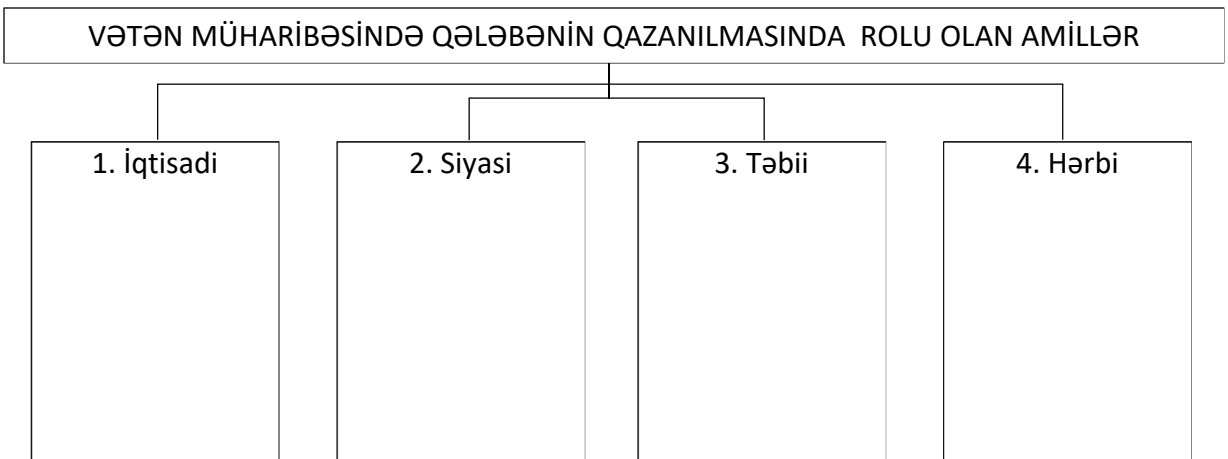 VƏTƏN MÜHARİBƏSİNDƏ QƏLƏBƏNİN QAZANILMASINDA ROLU OLAN AMİLLƏR
1. İqtisadi
2. Siyasi
3. Təbii
4. Hərbi